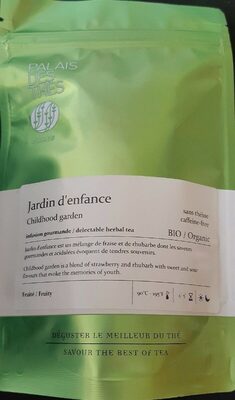 PALAIS
DES
THÉS
Jardin d'enfance
Childhood garden
sans théine
caffeine-free
infusion gourmande / delectable herbal tea
BIO / Organic
Jardin d'enfance est un mélange de fraise et de rhubarbe dont les saveurs
gourmandes et acidulées évoquent de tendres souvenirs.
Childhood garden is a blend of strawberry and rhubarb with sweet and sour
flavours that evoke the memories of youth.
Fruité / Fruity
90°C - 195°F
DÉGUSTER LE MEILLEUR DU THÉ
SAVOUR THE BEST OF TEA